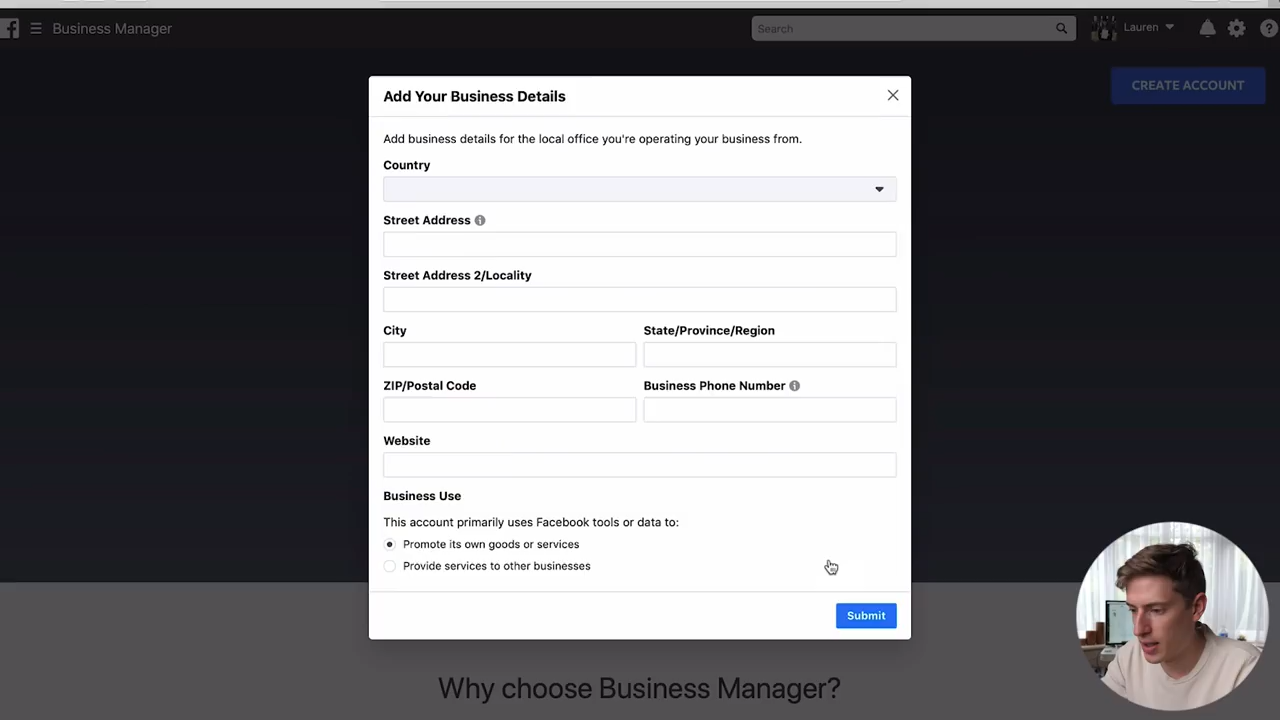 Business Manager
Search
Lauren
CREATE ACCOUNT
Add Your Business Details
Add business details for the local office you're operating your business from.
Country
Street Address
Street Address 2/Locality
City
State/Province/Region
ZIP/Postal Code
Business Phone Number
Website
Business Use
This account primarily uses Facebook tools or data to:
Promote its own goods or services
Provide services to other businesses
Submit
Why choose Business Manager?